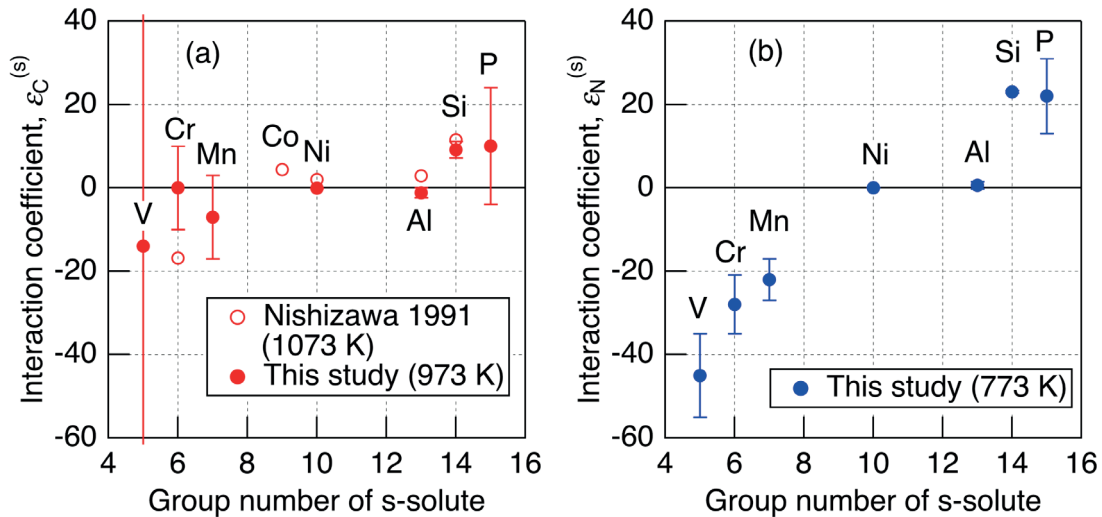 60
40
20
0
-20
-40
-60
4
6
8
10
12
14
16
Interaction coefficient, εC(s)
Group number of s-solute
(a)
V
Cr
Mn
Co
Ni
Al
Si
P
Nishizawa 1991
(1073 K)
This study (973 K)
60
40
20
0
-20
-40
-60
4
6
8
10
12
14
16
Interaction coefficient, εN(s)
Group number of s-solute
(b)
V
Cr
Mn
Ni
Al
Si
P
This study (773 K)